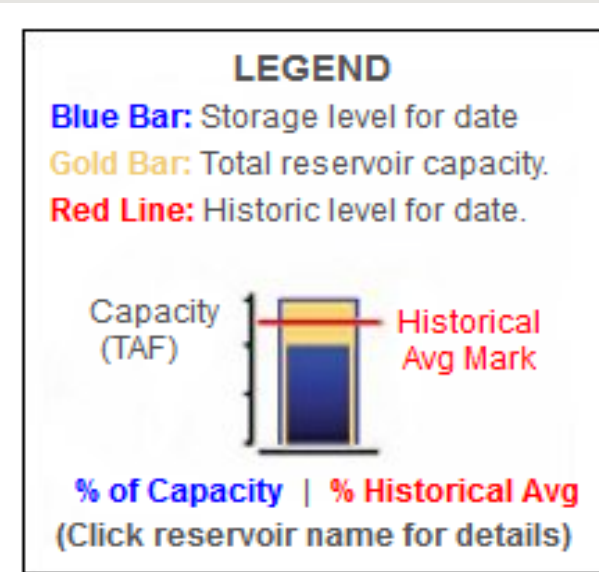 LEGEND
Blue Bar: Storage level for date
Gold Bar: Total reservoir capacity.
Red Line: Historic level for date.
Capacity
(TAF)
Historical
Avg Mark
% of Capacity | % Historical Avg
(Click reservoir name for details)